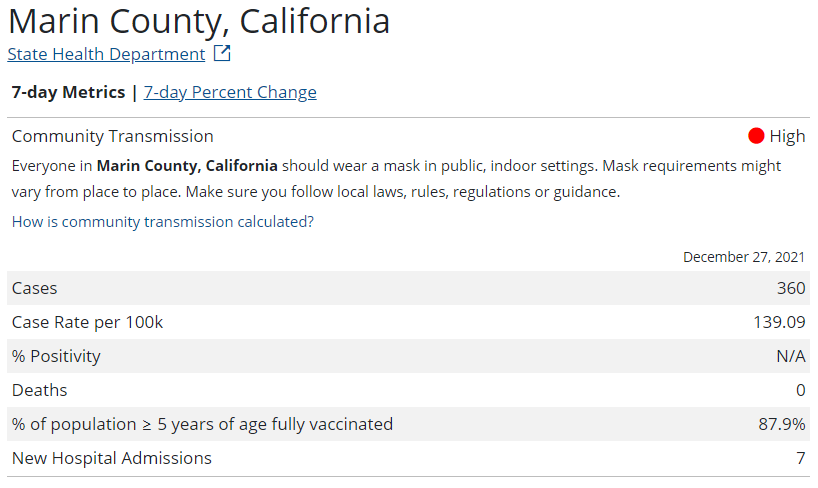 Marin County, California
State Health Department
7-day Metrics | 7-day Percent Change
Community Transmission High
Everyone in Marin County, California should wear a mask in public, indoor settings. Mask requirements might
vary from place to place. Make sure you follow local laws, rules, regulations or guidance.
How is community transmission calculated?
December 27, 2021
Cases 360
Case Rate per 100k 139.09
% Positivity N/A
Deaths 0
% of population ≥ 5 years of age fully vaccinated 87.9%
New Hospital Admissions 7